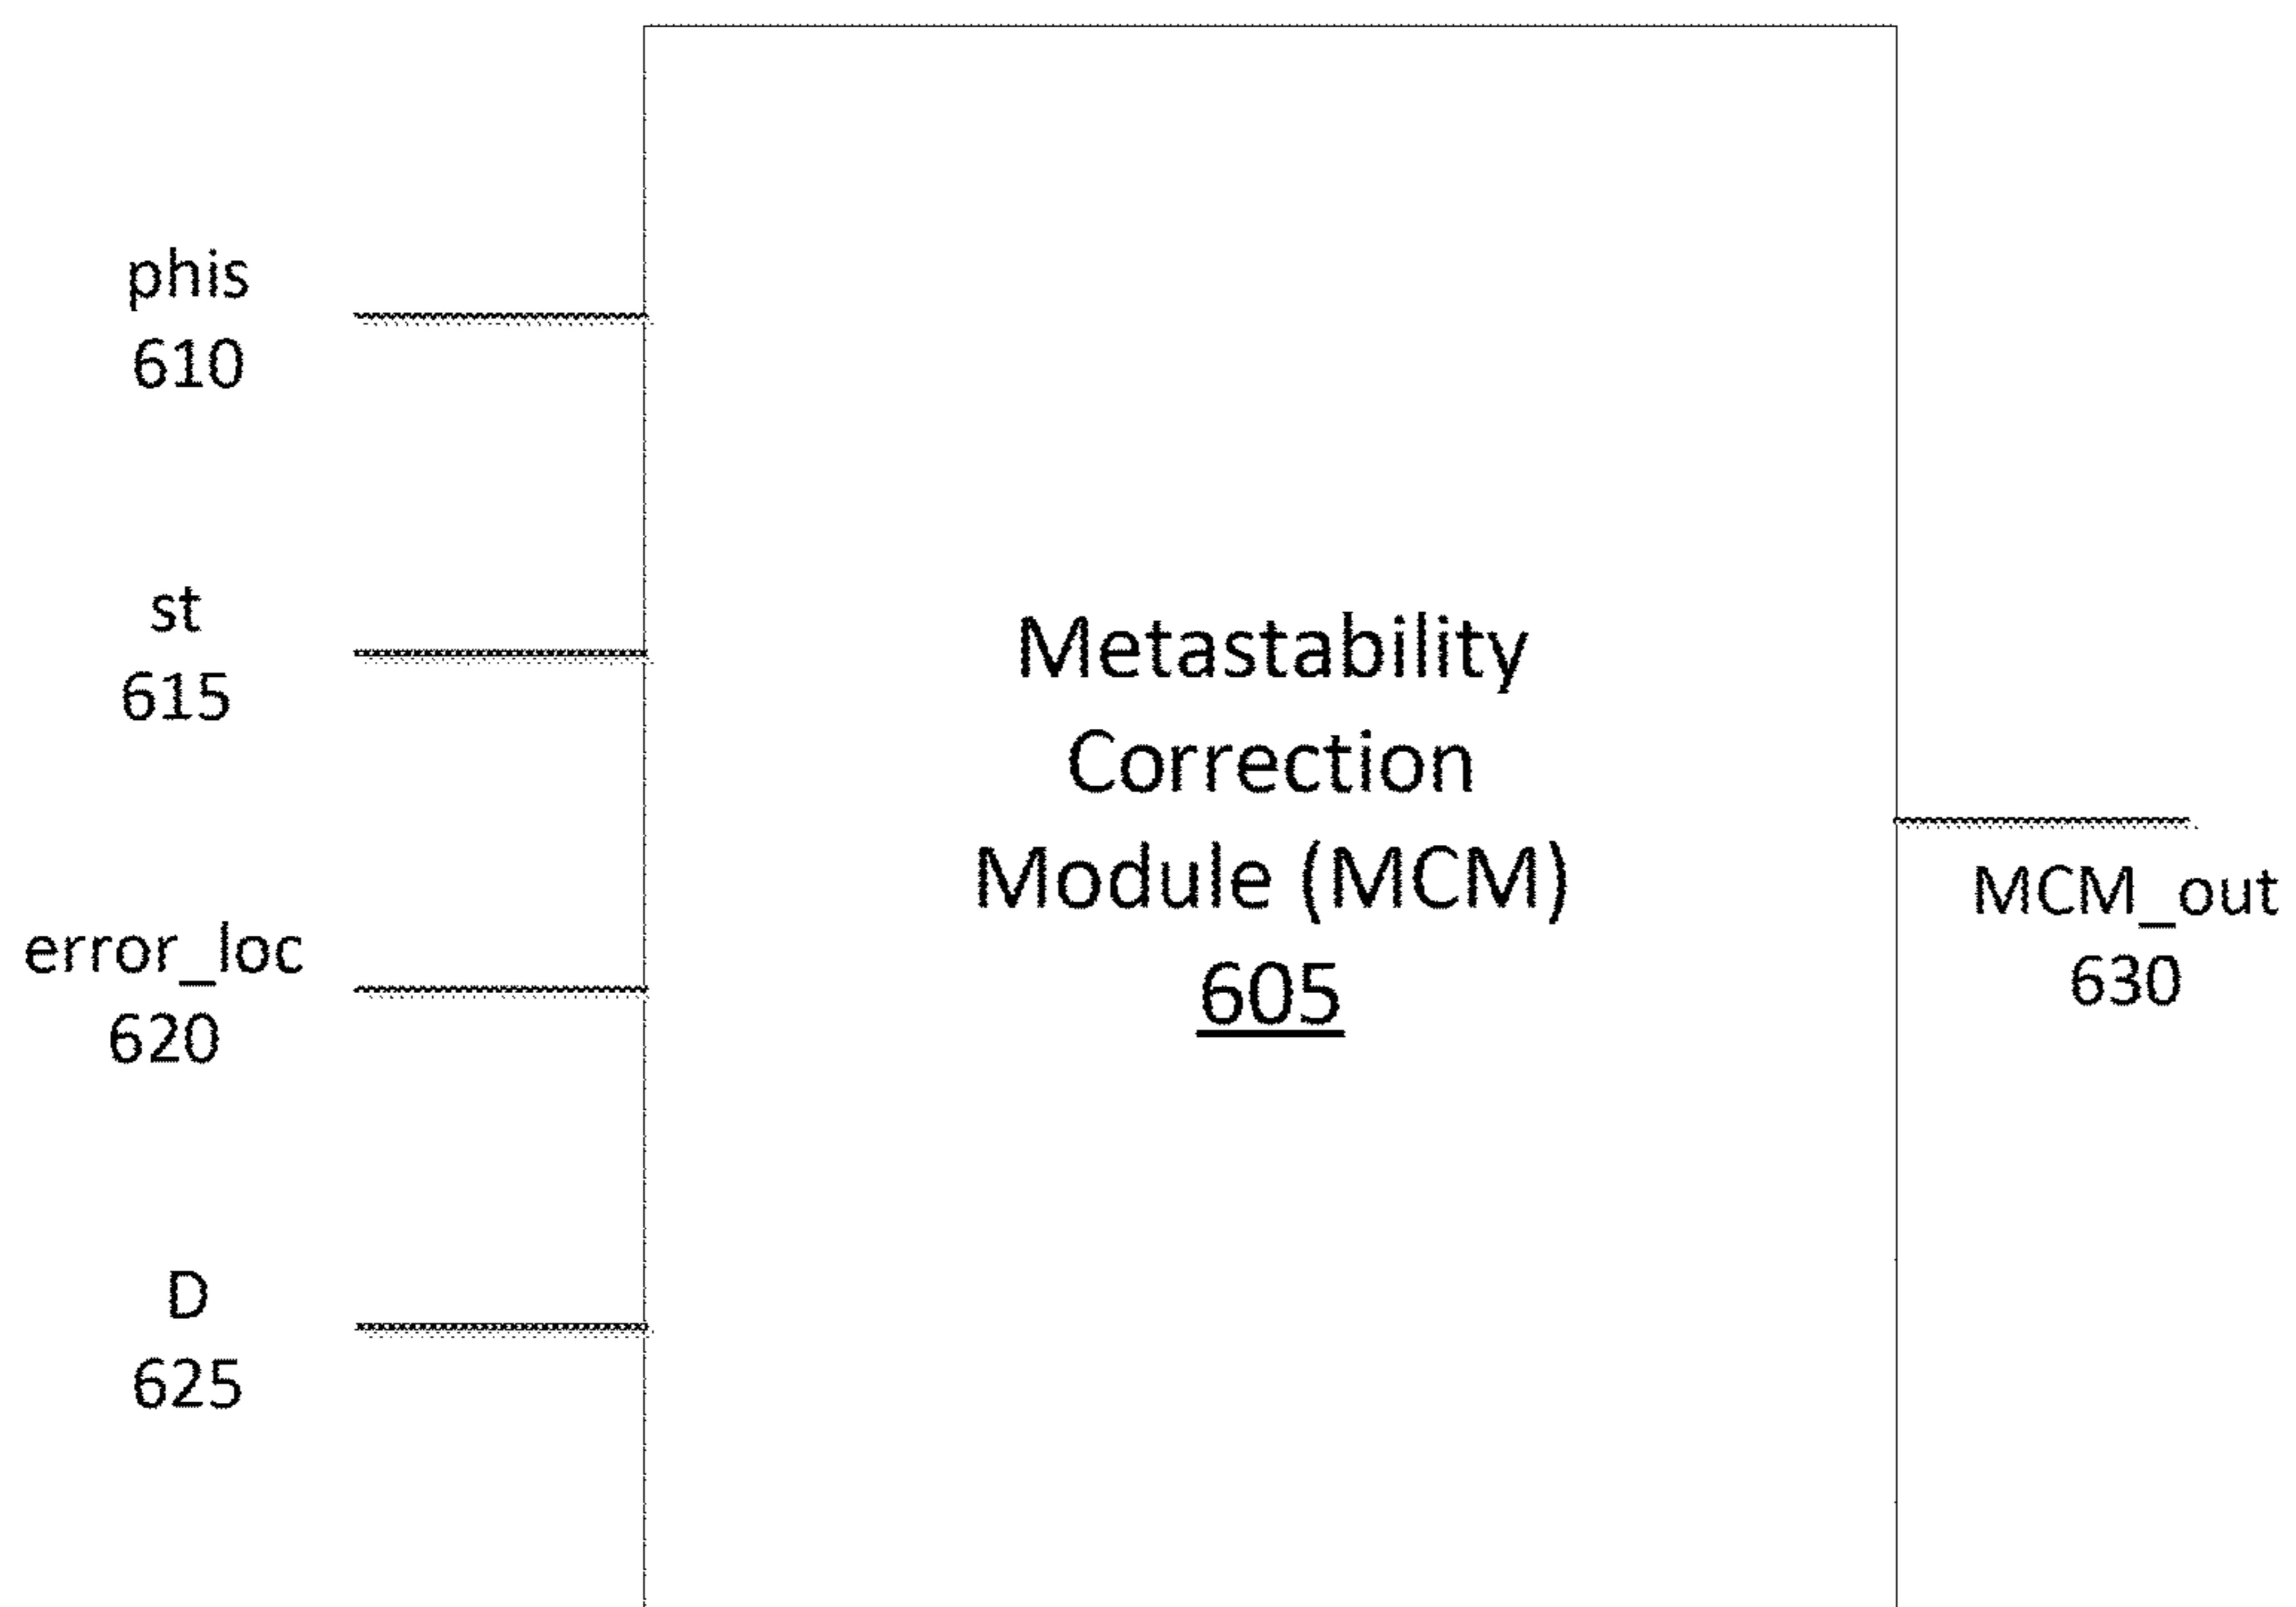 phis
610
st
615
error_loc
620
D
625
Metastability
Correction
Module (MCM)
605
MCM_out
630